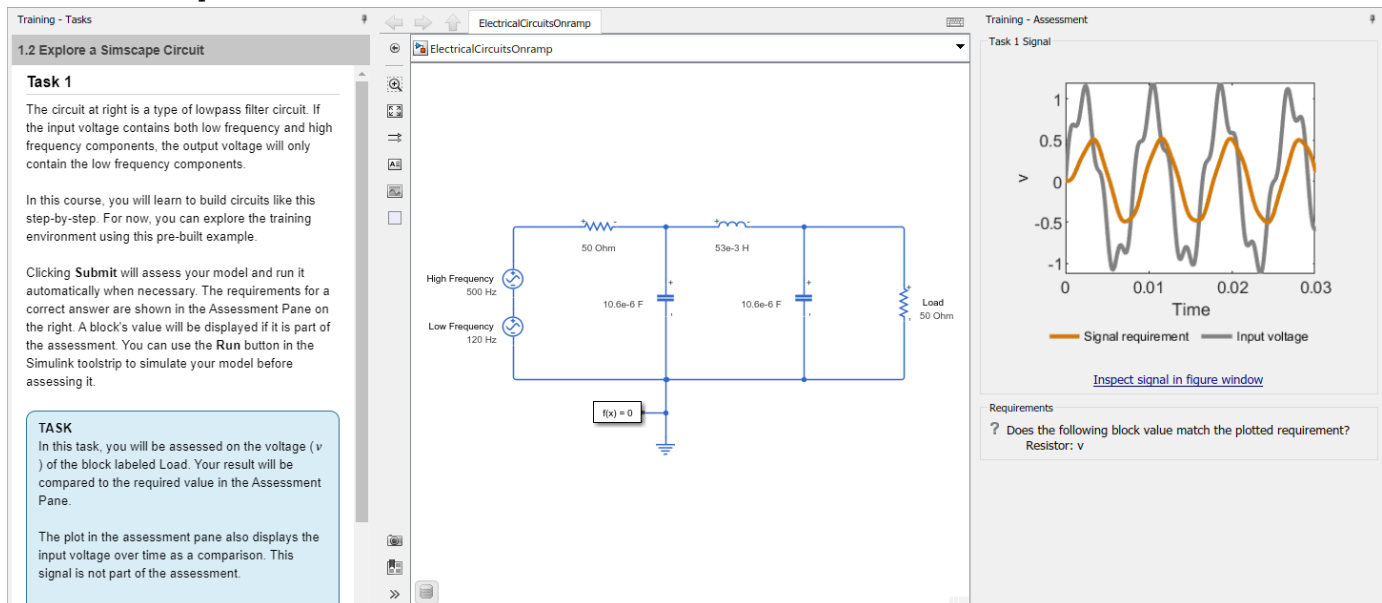 Training - Tasks
1.2 Explore a Simscape Circuit
Task 1
The circuit at right is a type of lowpass filter circuit. If
the input voltage contains both low frequency and high
frequency components, the output voltage will only
contain the low frequency components.
In this course, you will learn to build circuits like this
step-by-step. For now, you can explore the training
environment using this pre-built example.
Clicking Submit will assess your model and run it
automatically when necessary. The requirements for a
correct answer are shown in the Assessment Pane on
the right. A block's value will be displayed if it is part of
the assessment. You can use the Run button in the
Simulink toolstrip to simulate your model before
assessing it.
TASK
In this task, you will be assessed on the voltage (v
) of the block labeled Load. Your result will be
compared to the required value in the Assessment
Pane.
The plot in the assessment pane also displays the
input voltage over time as a comparison. This
signal is not part of the assessment.
ElectricalCircuitsOnramp
ElectricalCircuitsOnramp
50 Ohm
53e-3 H
High Frequency
500 Hz
Low Frequency
120 Hz
10.6e-6 F
10.6e-6 F
Load
50 Ohm
f(x) = 0
Training - Assessment
Task 1 Signal
1
0.5
0
-0.5
-1
v
0
0.01
0.02
0.03
Time
Signal requirement
Input voltage
Inspect signal in figure window
Requirements
? Does the following block value match the plotted requirement?
Resistor: v